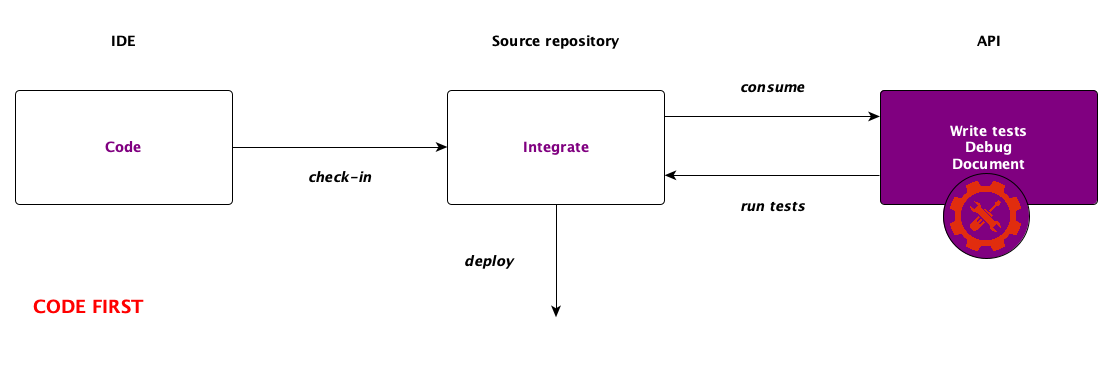 IDE
Source repository
API
Code
check-in
Integrate
consume
run tests
Write tests
Debug
Document
deploy
CODE FIRST